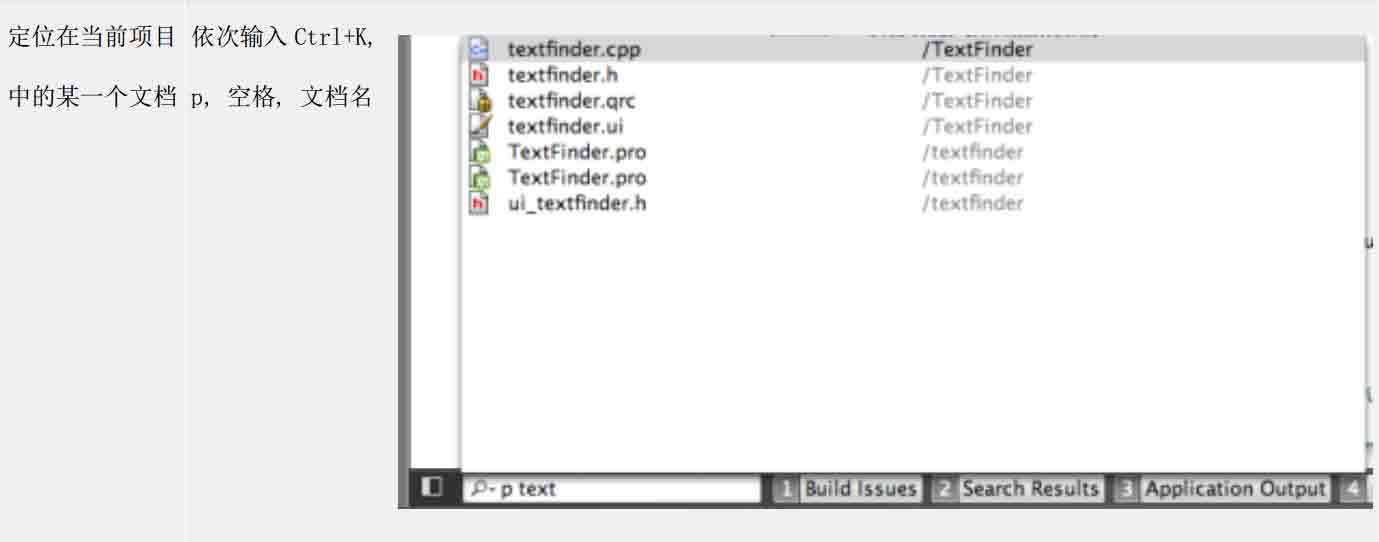 定位在当前项目
中的某一个文档
依次输入 Ctrl+K,
p, 空格, 文档名
textfinder.cpp /TextFinder
textfinder.h /TextFinder
textfinder.qrc /TextFinder
textfinder.ui /TextFinder
TextFinder.pro /textfinder
TextFinder.pro /textfinder
ui_textfinder.h /textfinder
p text 1 Build Issues 2 Search Results 3 Application Output 4